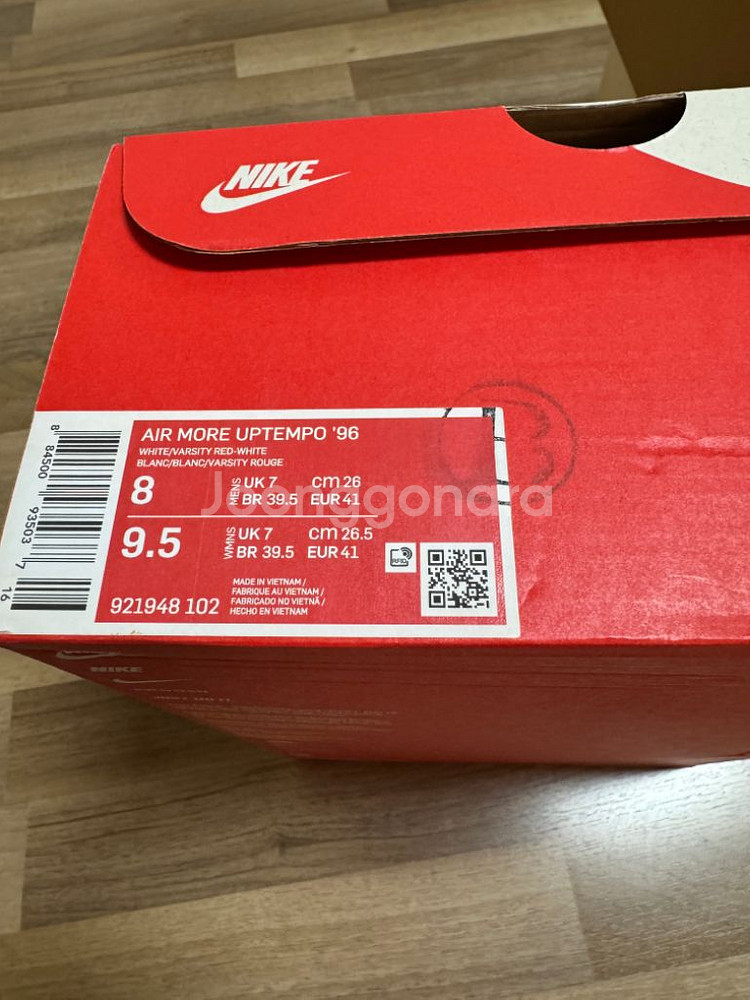 NIKE
AIR MORE UPTEMPO '96
WHITE/VARSITY RED-WHITE
BLANC/BLANC/VARSITY ROUGE
8 MENS UK 7 cm 26
BR 39.5 EUR 41
Joonggonara
9.5 WMNS UK 7 cm 26.5
BR 39.5 EUR 41
RFID
MADE IN VIETNAM /
FABRIQUE AU VIETNAM /
FABRICADO NO VIETNÃ /
HECHO EN VIETNAM
921948 102
8 84500 93503 7
16
NIKE